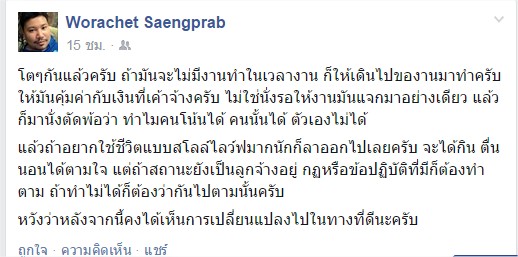 Worachet Saengprab
15 ชม. ·
โตๆกันแล้วครับ ถ้ามันจะไม่มีงานทำในเวลางาน ก็ให้เดินไปของานมาทำครับ
ให้มันคุ้มค่ากับเงินที่เค้าจ้างครับ ไม่ใช่นั่งรอให้งานมันแจกมาอย่างเดียว แล้ว
ก็มานั่งตัดพ้อว่า ทำไมคนโน้นได้ คนนั้นได้ ตัวเองไม่ได้
แล้วถ้าอยากใช้ชีวิตแบบสโลล์ไลว์ฟมากนักก็ลาออกไปเลยครับ จะได้กิน ตื่น
นอนได้ตามใจ แต่ถ้าสถานะยังเป็นลูกจ้างอยู่ กฏหรือข้อปฏิบัติที่มีก็ต้องทำ
ตาม ถ้าทำไม่ได้ก็ต้องว่ากันไปตามนั้นครับ
หวังว่าหลังจากนี้คงได้เห็นการเปลี่ยนแปลงไปในทางที่ดีนะครับ
ถูกใจ · ความคิดเห็น · แชร์